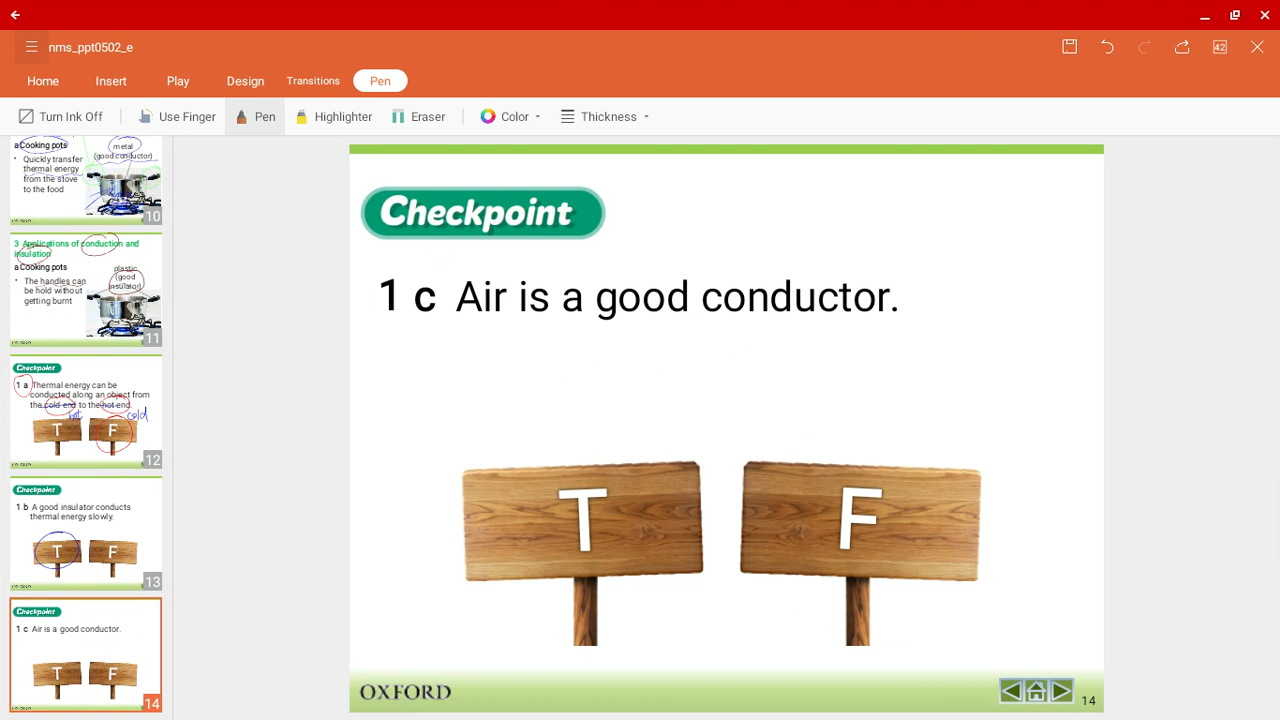 nms_ppt0502_e
42
Home Insert Play Design Transitions Pen
Turn Ink Off Use Finger Pen Highlighter Eraser Color Thickness
a Cooking pots
• Quickly transfer
thermal energy
from the stove
to the food
metal
(good conductor)
10
3 Applications of conduction and
insulation
a Cooking pots
• The handles can
be hold without
getting burnt
plastic
(good
insulator)
11
Checkpoint
1 a Thermal energy can be
conducted along an object from
the cold end to the hot end.
hot cold
T F
12
Checkpoint
1 b A good insulator conducts
thermal energy slowly.
T F
13
Checkpoint
1 c Air is a good conductor.
T F
14
Checkpoint
1 c Air is a good conductor.
T F
OXFORD
14